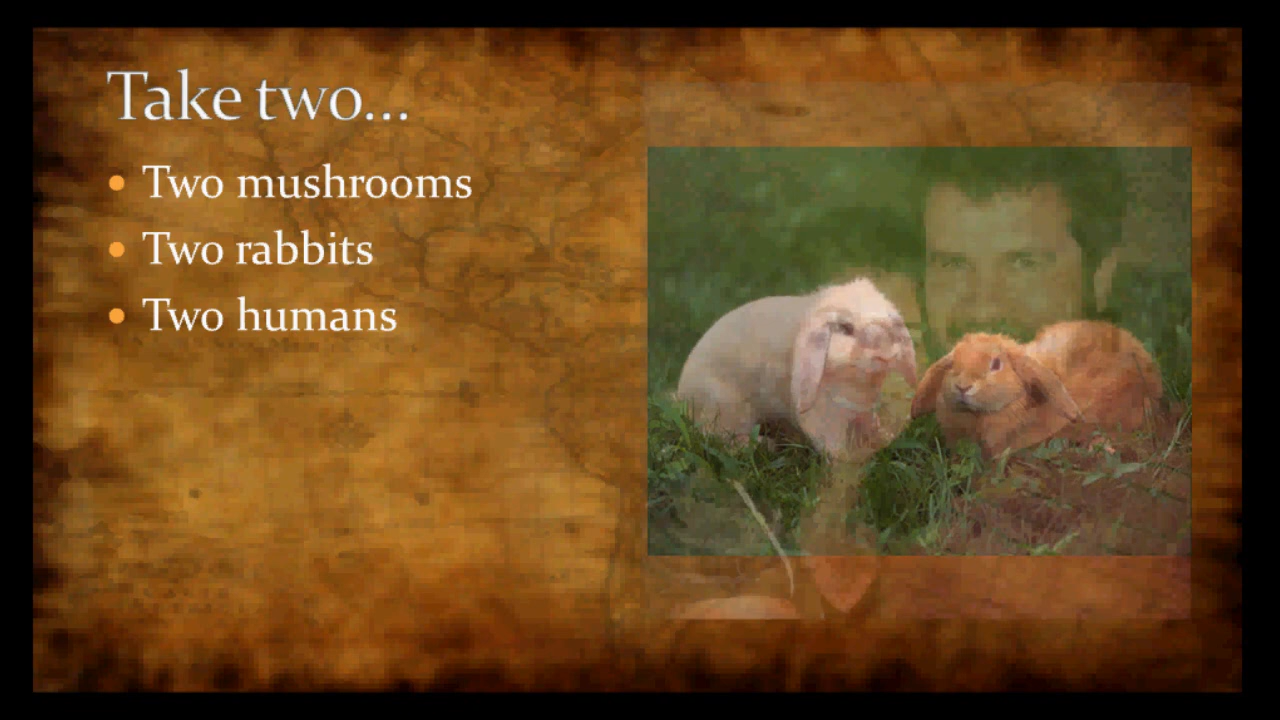 Take two...
• Two mushrooms
• Two rabbits
• Two humans